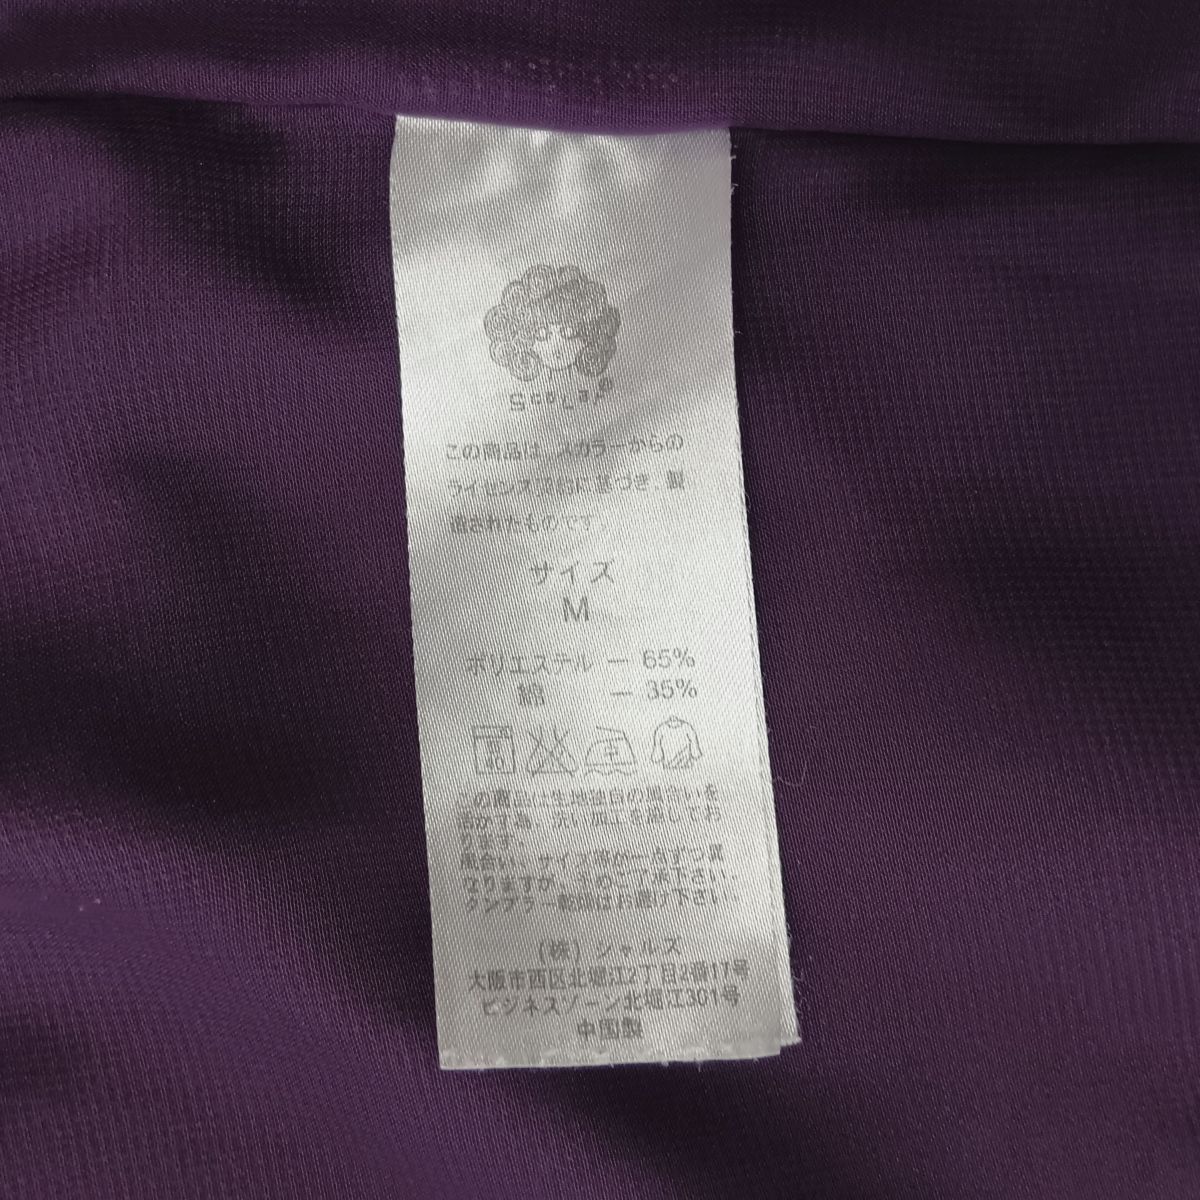 ScoLar
この商品は、スカラーからの
ライセンス契約に基づき、製
造されたものです。
サイズ
M
ポリエステル ー 65%
綿 ー 35%
40
この商品は生地独自の風合いを
活かす為、洗い加工を施してお
ります。
風合い、サイズ等が一点ずつ異
なりますが、予めご了承下さい。
タンブラー乾燥はお避け下さい。
(株) シャルズ
大阪市西区北堀江2丁目2番17号
ビジネスゾーン北堀江301号
中国製